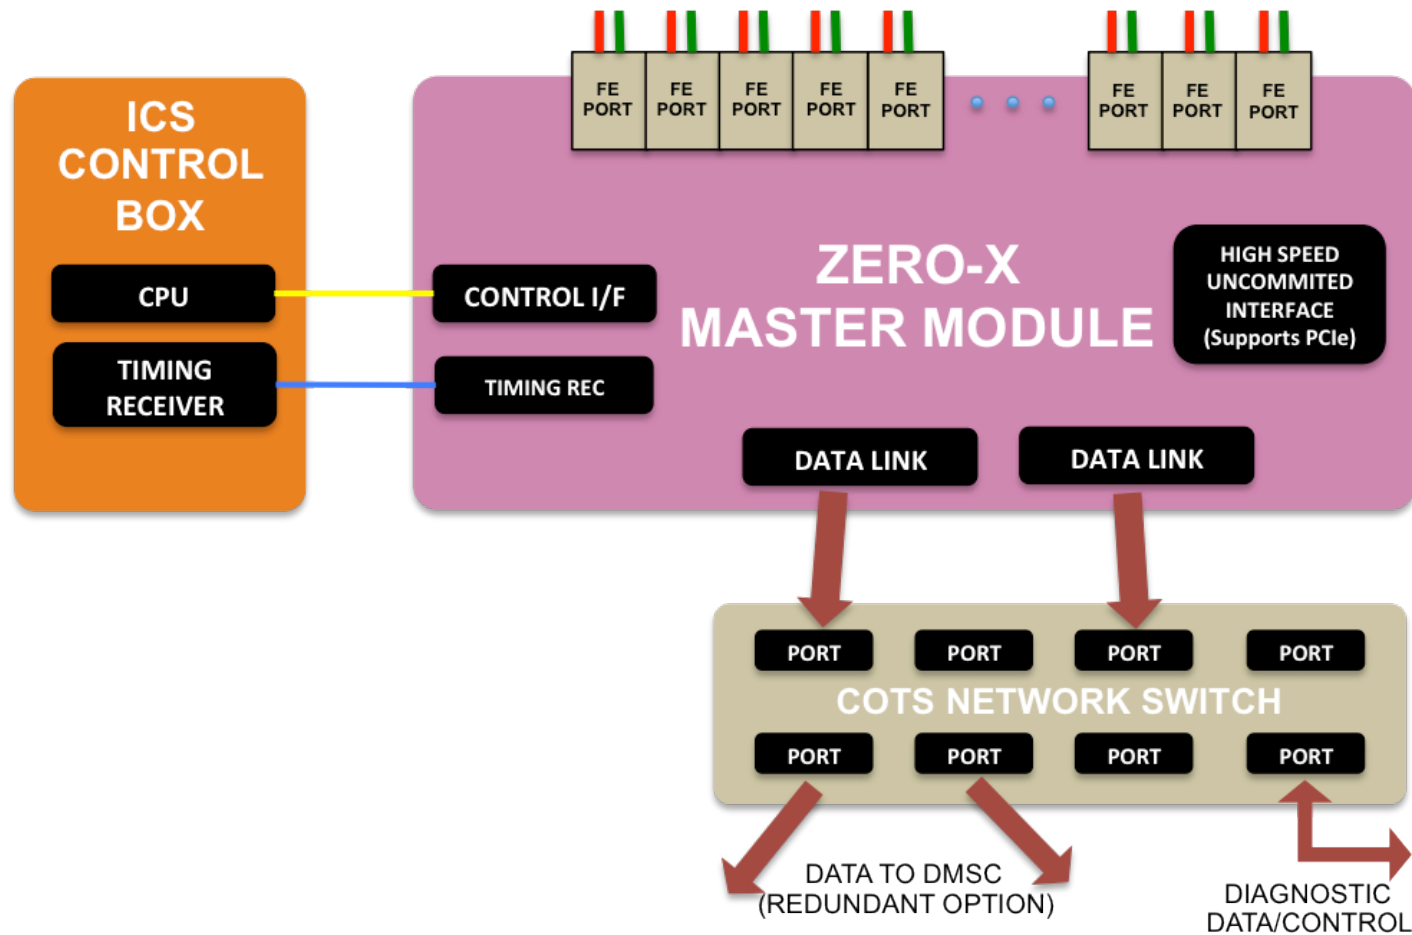 FE
PORT
FE
PORT
FE
PORT
FE
PORT
FE
PORT
FE
PORT
FE
PORT
FE
PORT
ICS
CONTROL
BOX
CPU
TIMING
RECEIVER
CONTROL I/F
TIMING REC
ZERO-X
MASTER MODULE
HIGH SPEED
UNCOMMITED
INTERFACE
(Supports PCIe)
DATA LINK
DATA LINK
PORT
PORT
PORT
PORT
COTS NETWORK SWITCH
PORT
PORT
PORT
PORT
DATA TO DMSC
(REDUNDANT OPTION)
DIAGNOSTIC
DATA/CONTROL